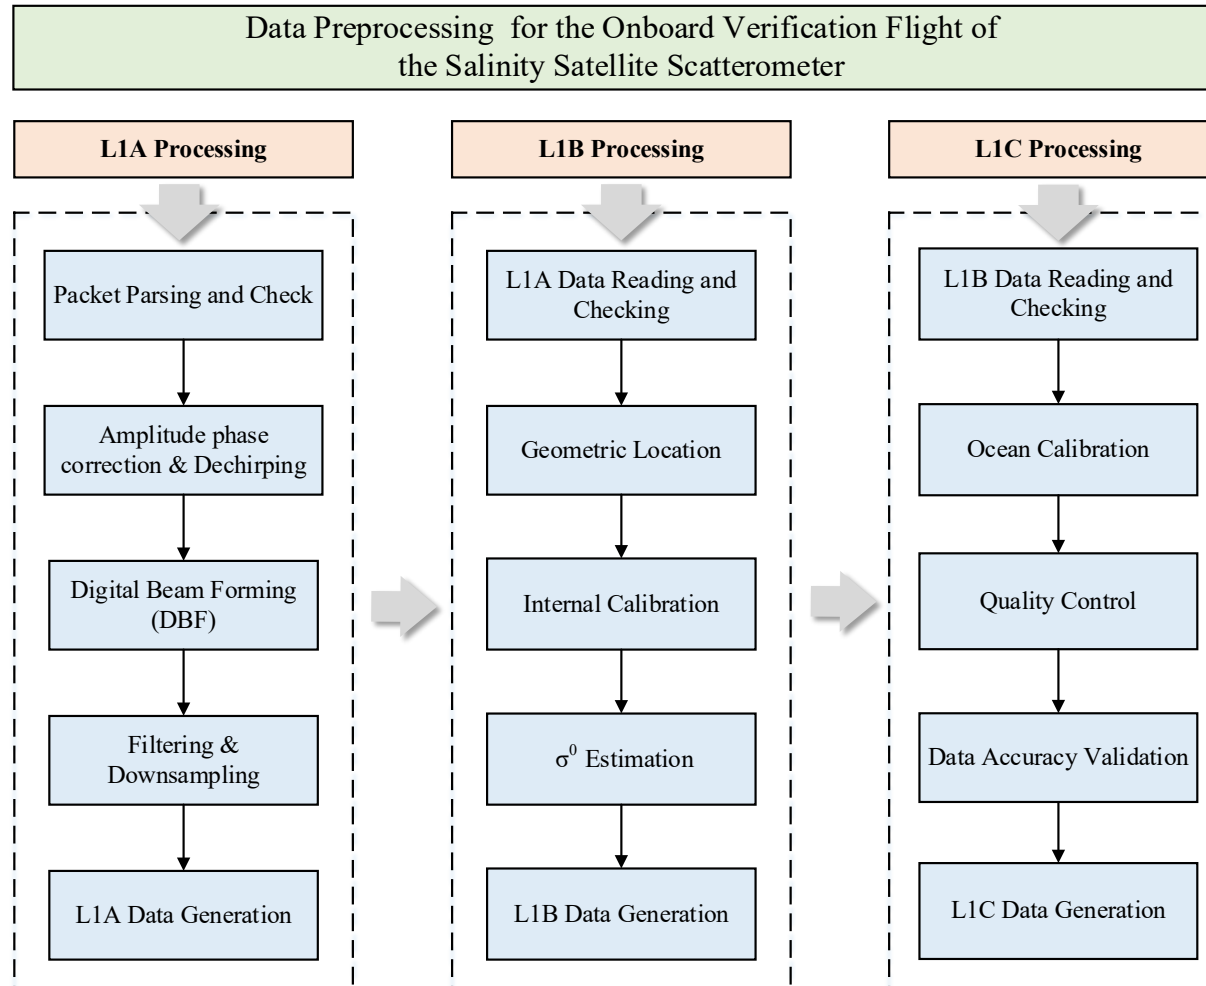 Data Preprocessing for the Onboard Verification Flight of
the Salinity Satellite Scatterometer
L1A Processing
Packet Parsing and Check
Amplitude phase
correction & Dechirping
Digital Beam Forming
(DBF)
Filtering &
Downsampling
L1A Data Generation
L1B Processing
L1A Data Reading and
Checking
Geometric Location
Internal Calibration
σ⁰ Estimation
L1B Data Generation
L1C Processing
L1B Data Reading and
Checking
Ocean Calibration
Quality Control
Data Accuracy Validation
L1C Data Generation